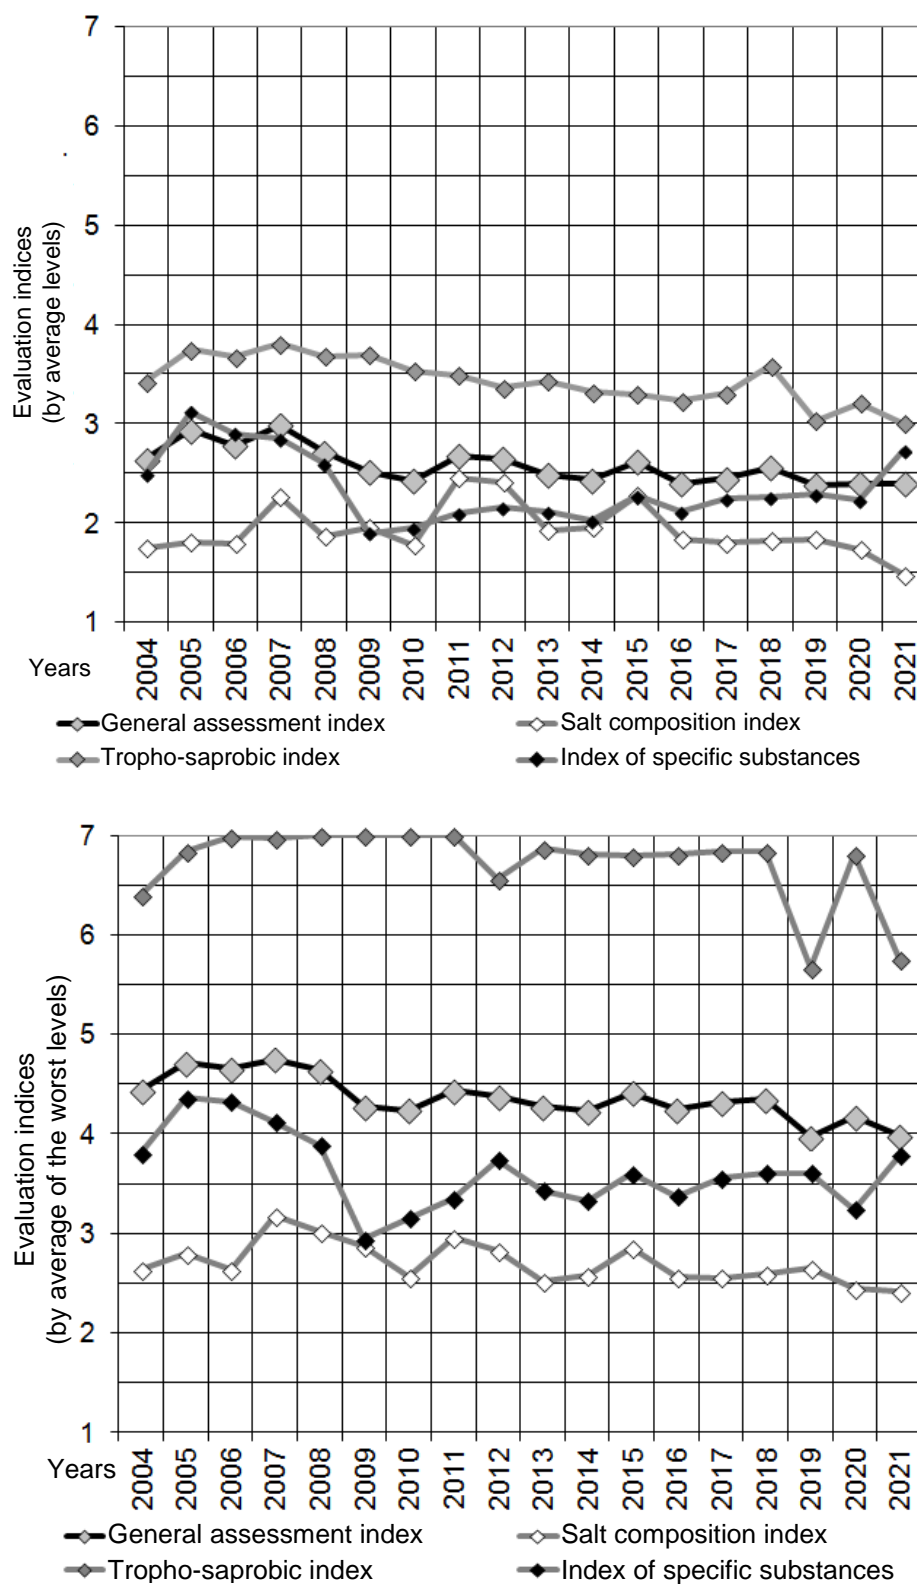 7
6
5
4
3
2
1
Evaluation indices
(by average levels)
Years
2004 2005 2006 2007 2008 2009 2010 2011 2012 2013 2014 2015 2016 2017 2018 2019 2020 2021
General assessment index Salt composition index
Tropho-saprobic index Index of specific substances
7
6
5
4
3
2
1
Evaluation indices
(by average of the worst levels)
Years
2004 2005 2006 2007 2008 2009 2010 2011 2012 2013 2014 2015 2016 2017 2018 2019 2020 2021
General assessment index Salt composition index
Tropho-saprobic index Index of specific substances